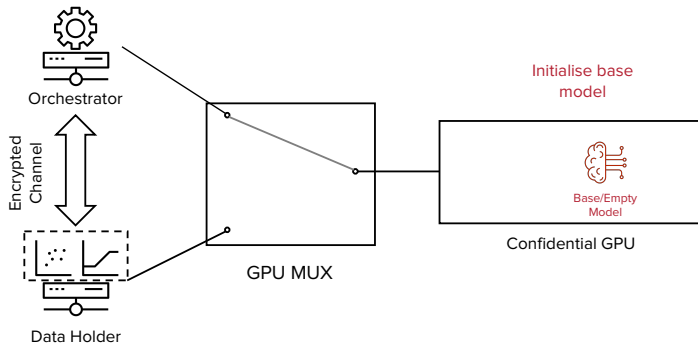 Orchestrator
Encrypted
Channel
Data Holder
GPU MUX
Initialise base
model
Base/Empty
Model
Confidential GPU